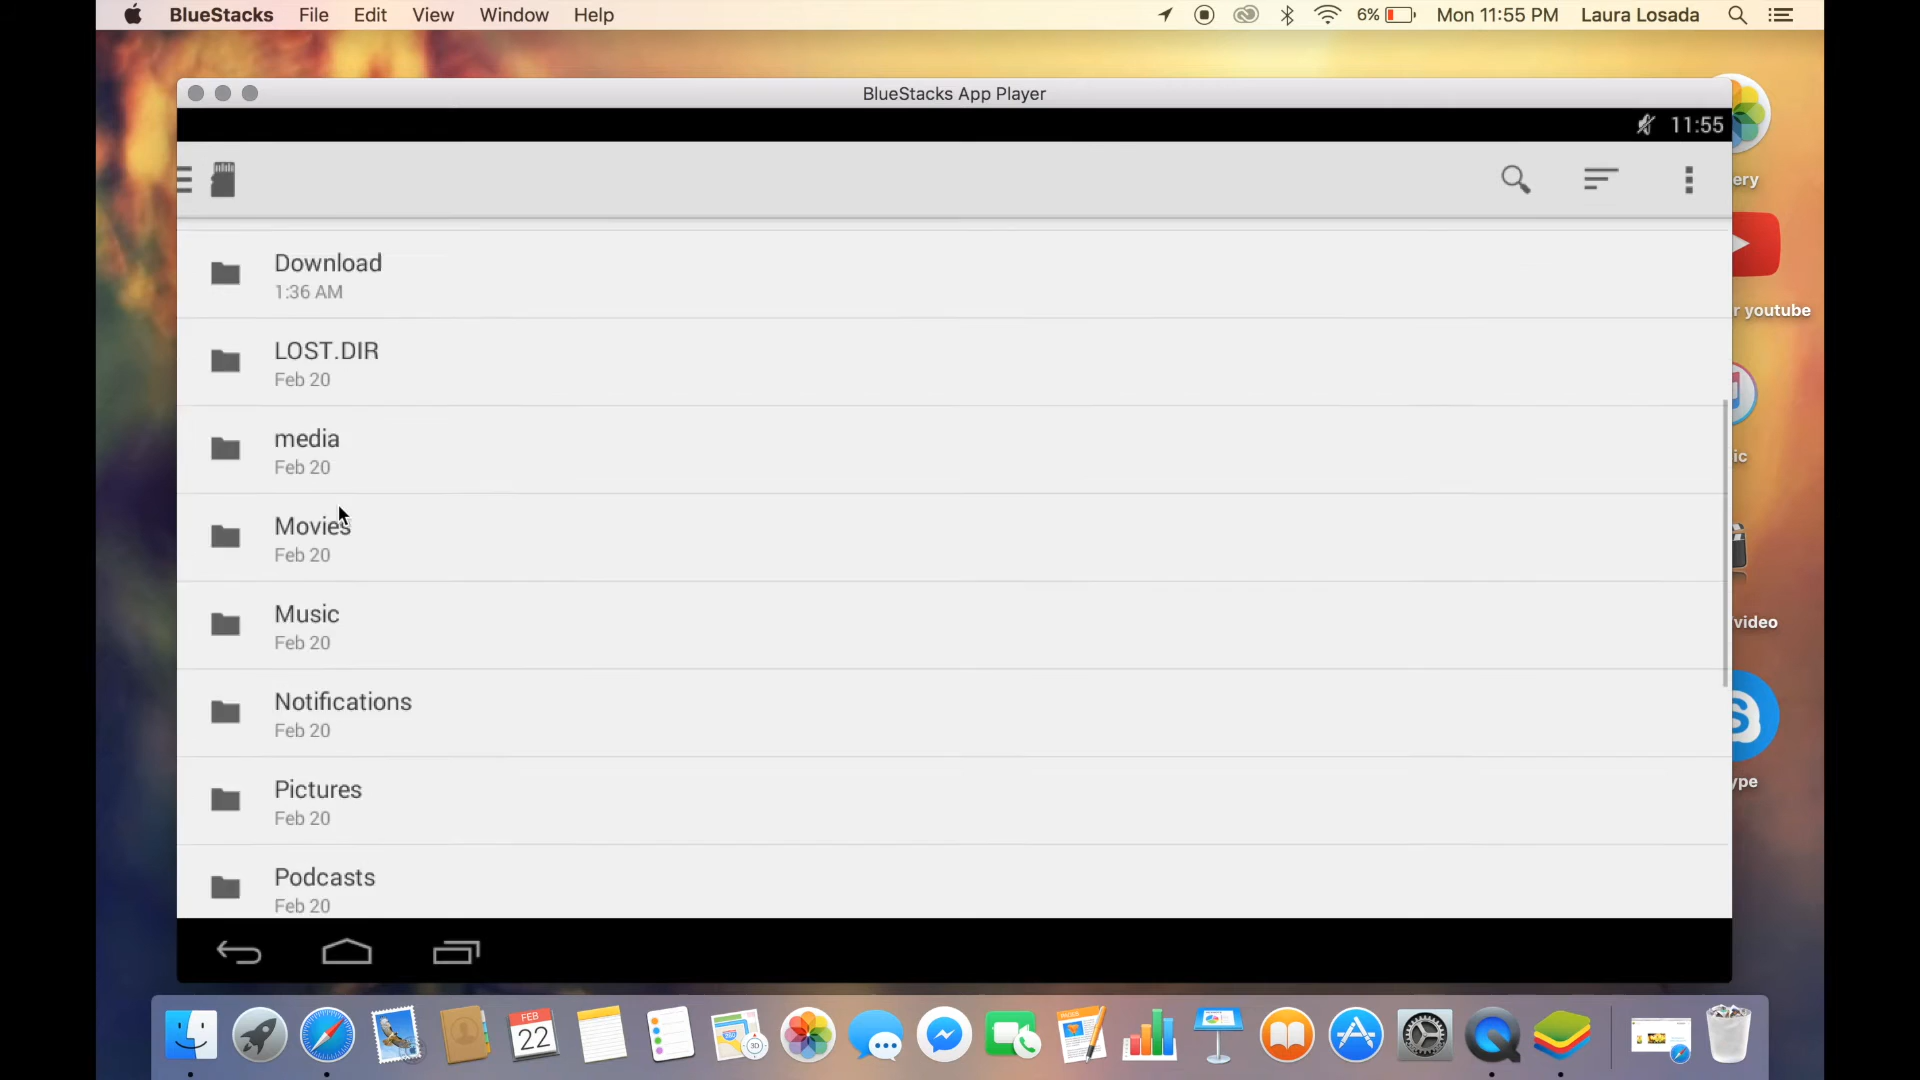 BlueStacks File Edit View Window Help 6% Mon 11:55 PM Laura Losada
BlueStacks App Player
11:55
Download
1:36 AM
LOST.DIR
Feb 20
media
Feb 20
Movies
Feb 20
Music
Feb 20
Notifications
Feb 20
Pictures
Feb 20
Podcasts
Feb 20
ery
r youtube
ic
video
ype
FEB
22
3D